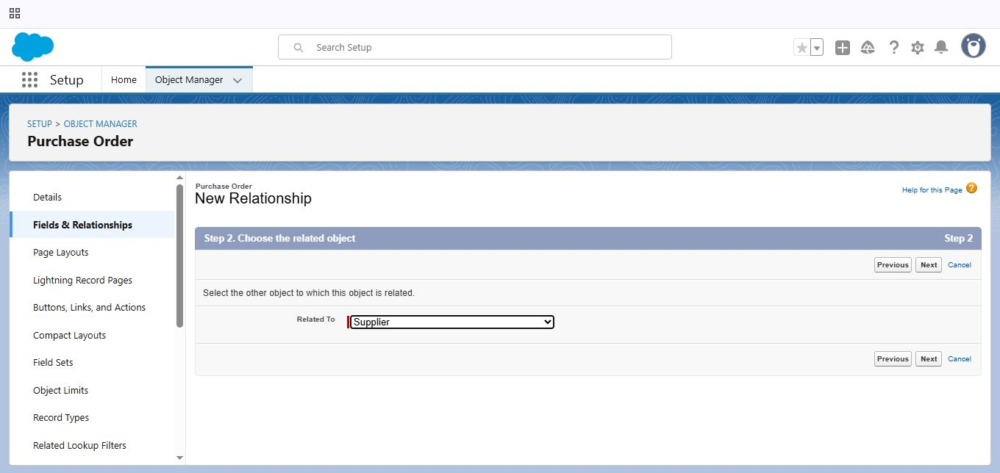 Search Setup
Setup
Home
Object Manager
SETUP > OBJECT MANAGER
Purchase Order
Details
Fields & Relationships
Page Layouts
Lightning Record Pages
Buttons, Links, and Actions
Compact Layouts
Field Sets
Object Limits
Record Types
Related Lookup Filters
Purchase Order
New Relationship
Help for this Page ?
Step 2. Choose the related object Step 2
Previous Next Cancel
Select the other object to which this object is related.
Related To Supplier
Previous Next Cancel